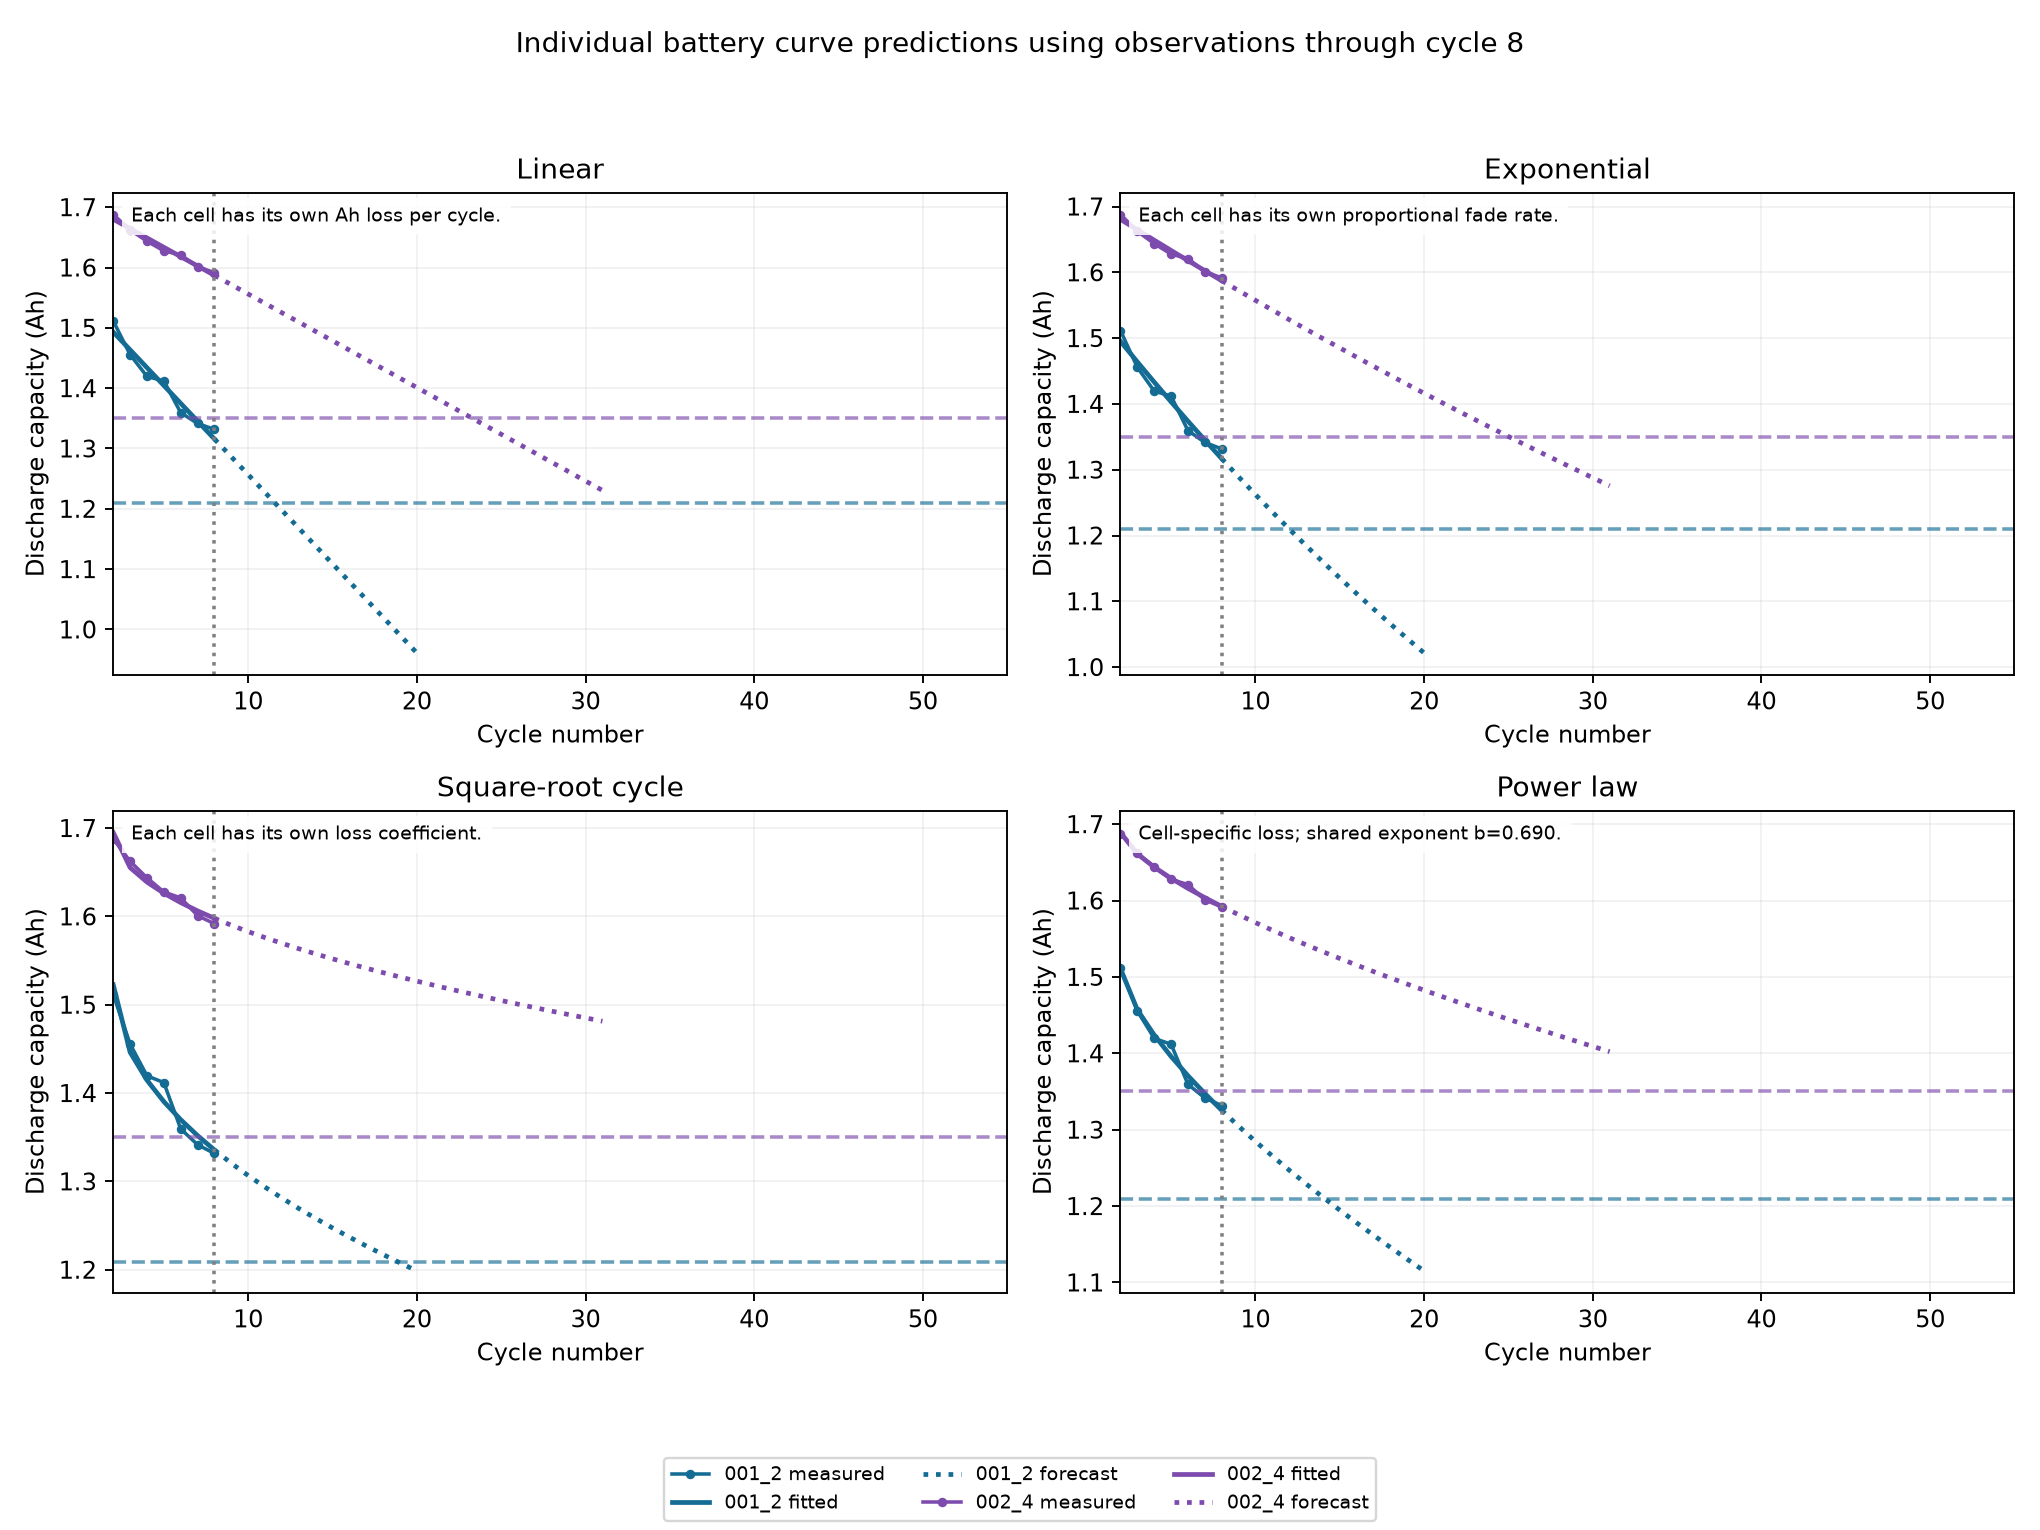 Individual battery curve predictions using observations through cycle 8
Linear
Each cell has its own Ah loss per cycle.
Discharge capacity (Ah)
1.7
1.6
1.5
1.4
1.3
1.2
1.1
1.0
10 20 30 40 50
Cycle number
Exponential
Each cell has its own proportional fade rate.
Discharge capacity (Ah)
1.7
1.6
1.5
1.4
1.3
1.2
1.1
1.0
10 20 30 40 50
Cycle number
Square-root cycle
Each cell has its own loss coefficient.
Discharge capacity (Ah)
1.7
1.6
1.5
1.4
1.3
1.2
10 20 30 40 50
Cycle number
Power law
Cell-specific loss; shared exponent b=0.690.
Discharge capacity (Ah)
1.7
1.6
1.5
1.4
1.3
1.2
1.1
10 20 30 40 50
Cycle number
001_2 measured 001_2 forecast 002_4 fitted
001_2 fitted 002_4 measured 002_4 forecast